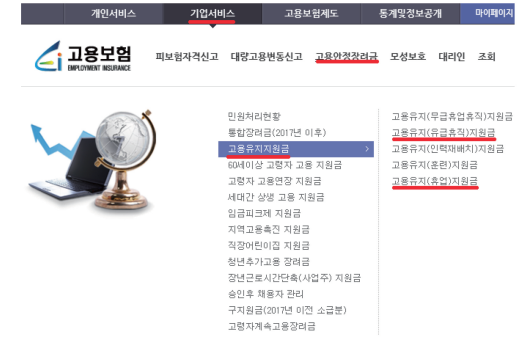 개인서비스 기업서비스 고용보험제도 통계및정보공개 마이페이지
고용보험 피보험자격신고 대량고용변동신고 고용안정장려금 모성보호 대리인 조회
EMPLOYMENT INSURANCE
민원처리현황
통합장려금(2017년 이후)
고용유지지원금 >
60세이상 고령자 고용 지원금
고령자 고용연장 지원금
세대간 상생 고용 지원금
임금피크제 지원금
지역고용촉진 지원금
직장어린이집 지원금
청년추가고용 장려금
장년근로시간단축(사업주) 지원금
승인후 채용자 관리
구지원금(2017년 이전 소급분)
고령자계속고용장려금
고용유지(무급휴업휴직)지원금
고용유지(유급휴직)지원금
고용유지(인력재배치)지원금
고용유지(훈련)지원금
고용유지(휴업)지원금